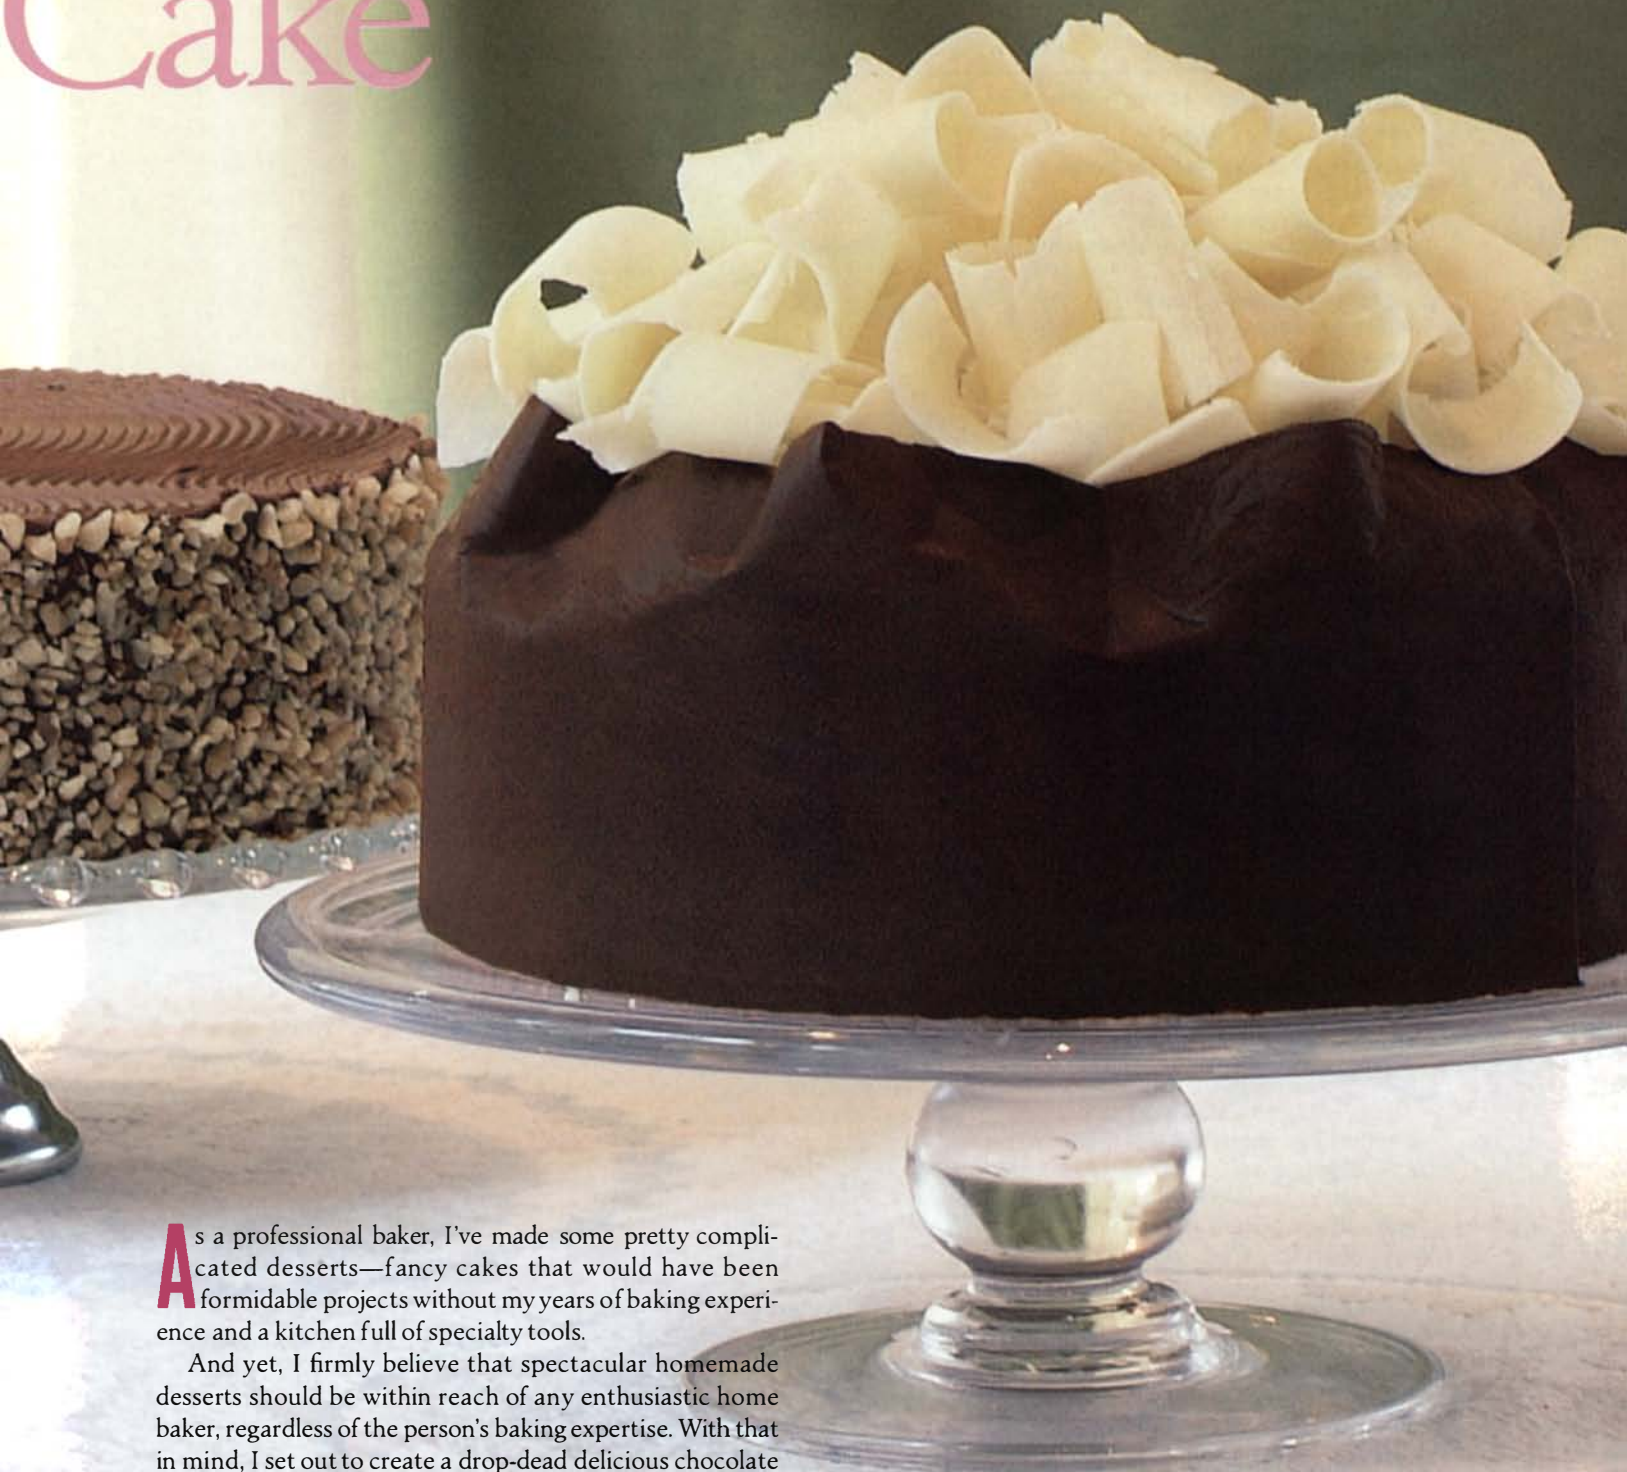 Cake
As a professional baker, I've made some pretty compli-
cated desserts—fancy cakes that would have been
formidable projects without my years of baking experi-
ence and a kitchen full of specialty tools.
And yet, I firmly believe that spectacular homemade
desserts should be within reach of any enthusiastic home
baker, regardless of the person's baking expertise. With that
in mind, I set out to create a drop-dead delicious chocolate